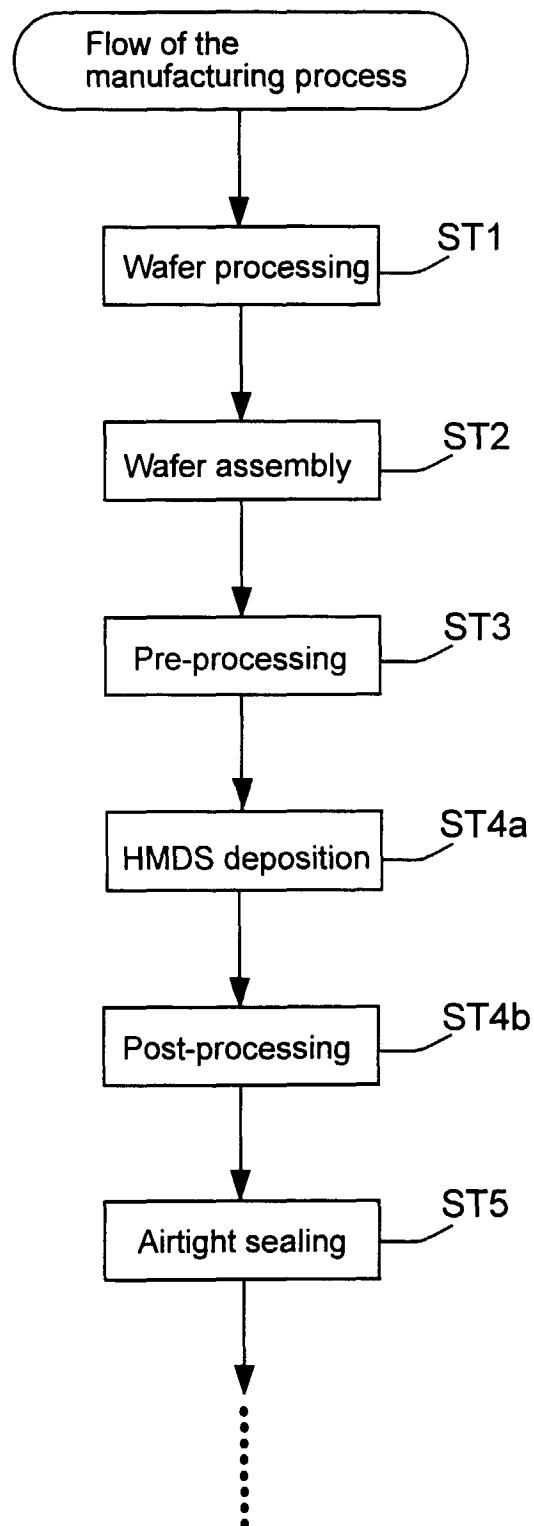 Flow of the
manufacturing process
ST1
Wafer processing
ST2
Wafer assembly
ST3
Pre-processing
ST4a
HMDS deposition
ST4b
Post-processing
ST5
Airtight sealing